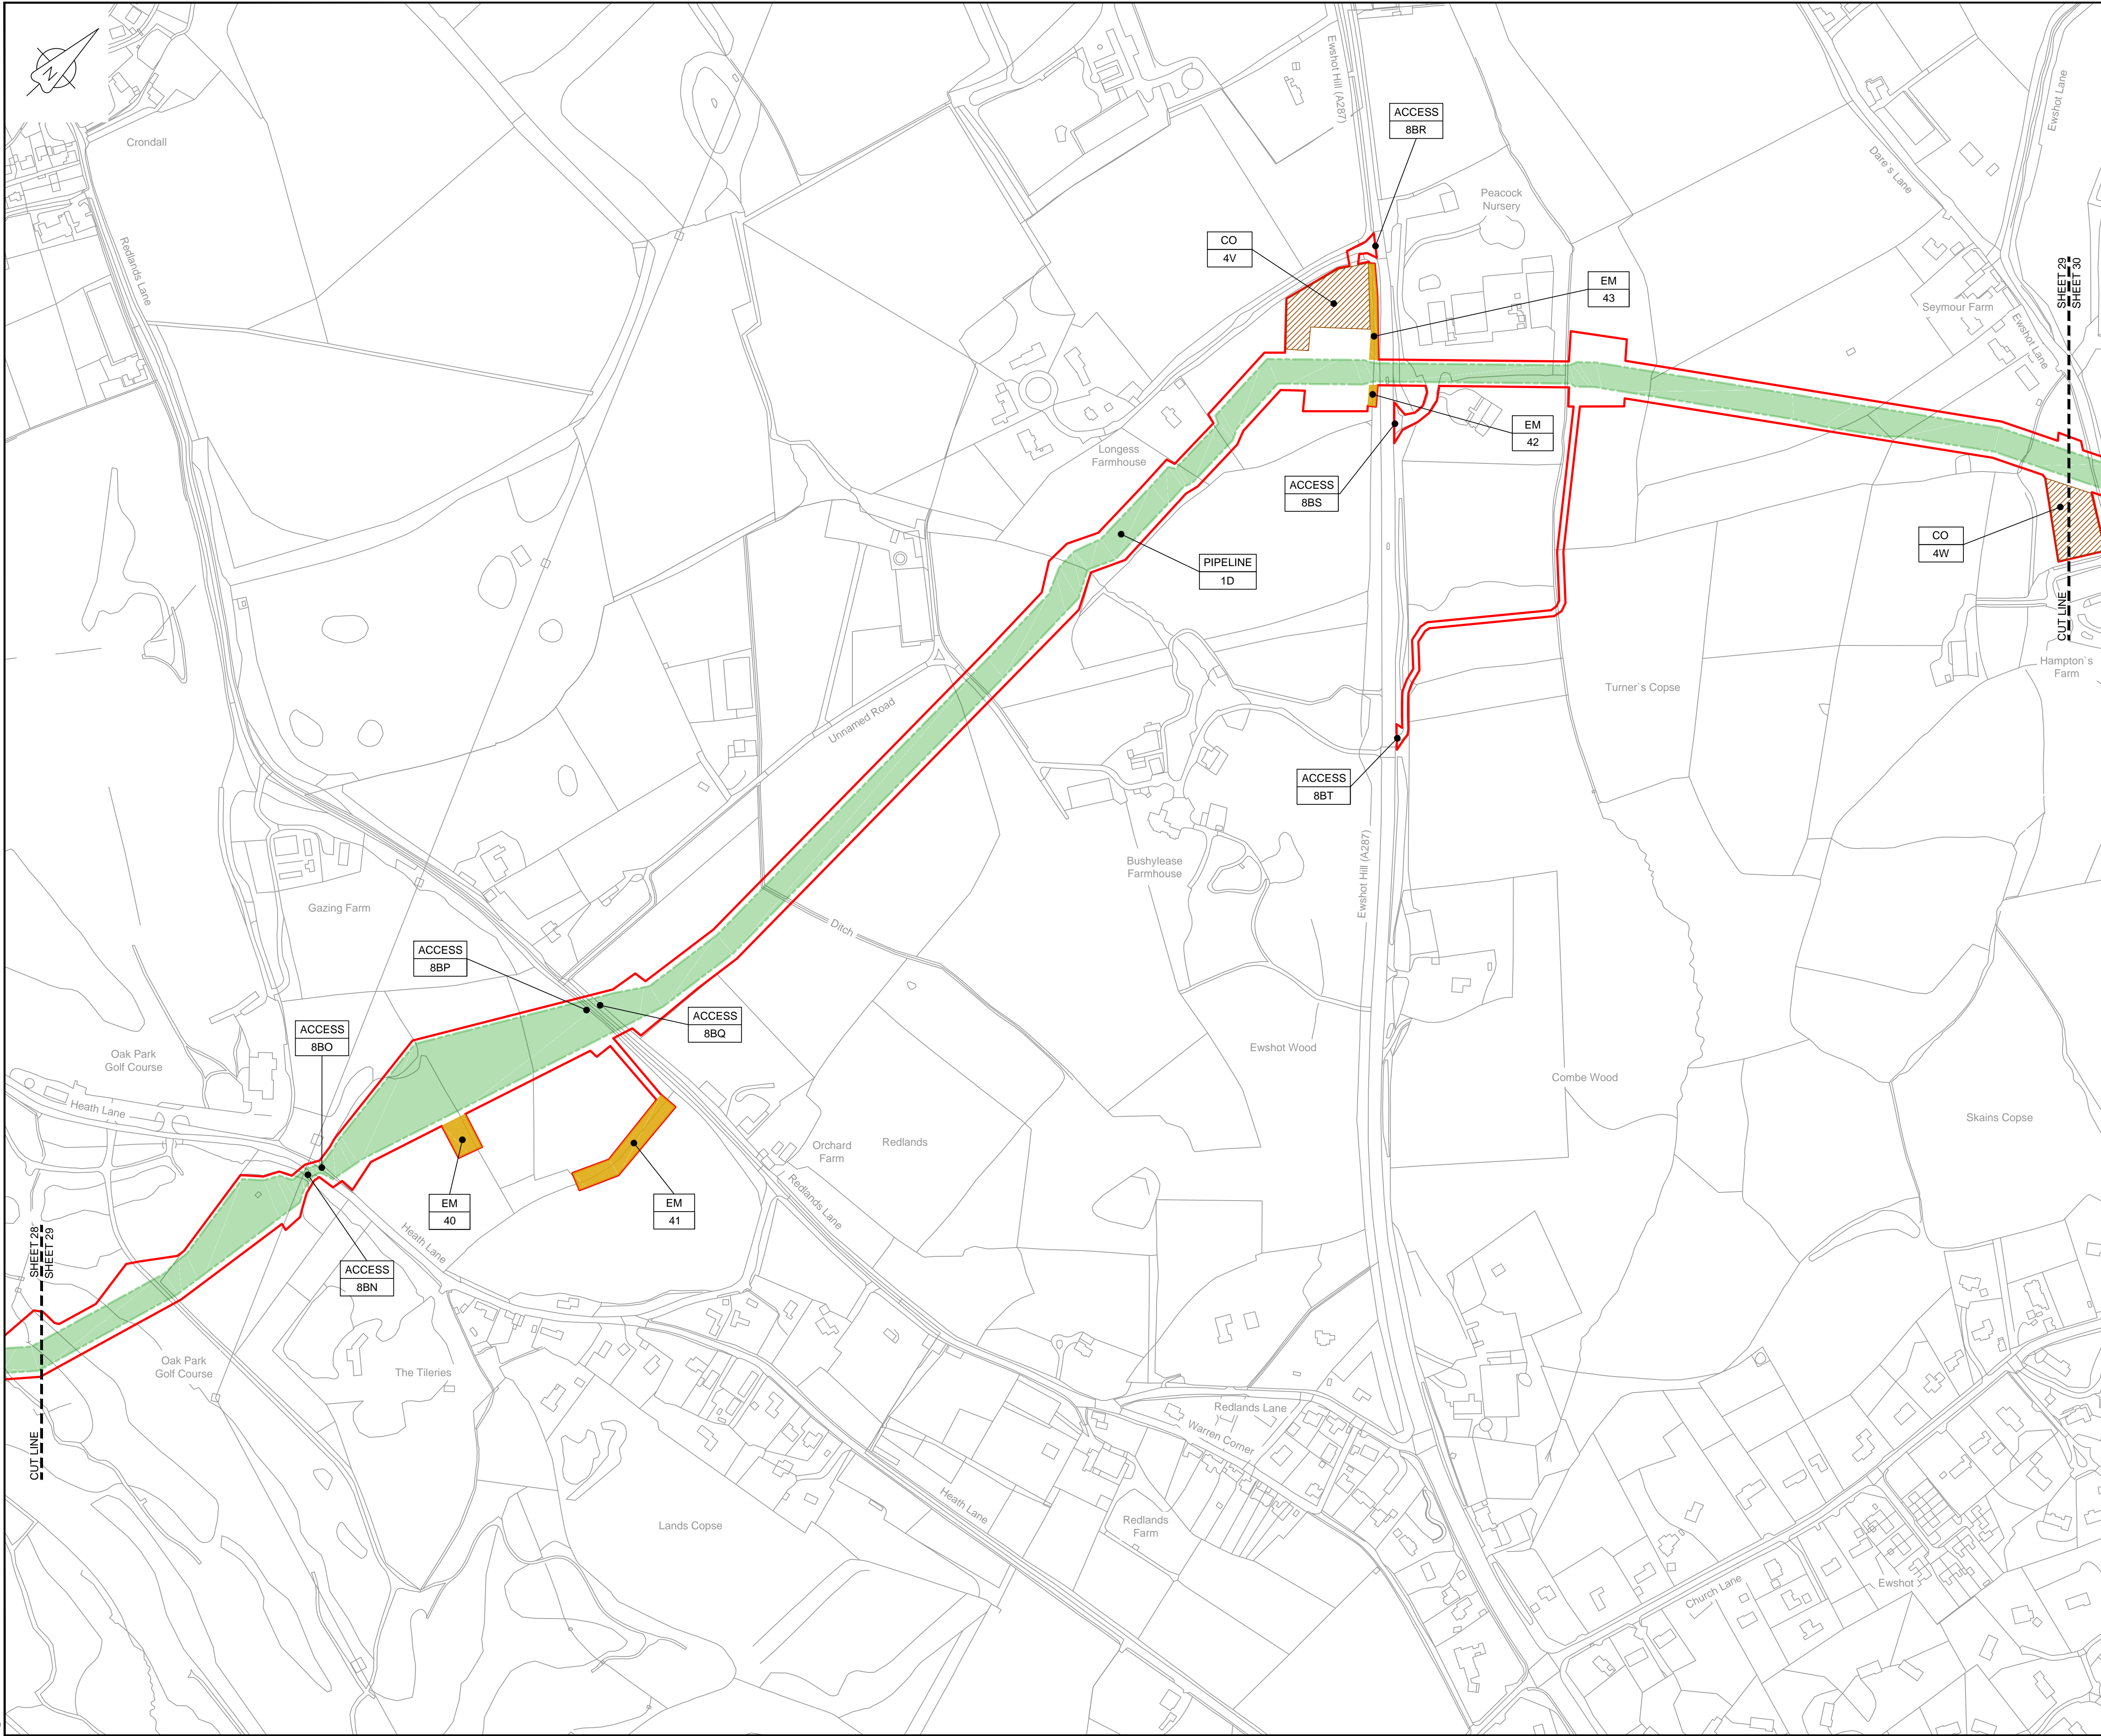 N
Crondall
Redlands Lane
Ewshot Hill (A287)
ACCESS
8BR
Peacock
Nursery
Dare`s Lane
Ewshot Lane
CO
4V
EM
43
SHEET 29
SHEET 30
Seymour Farm
Ewshot Lane
EM
42
Longess
Farmhouse
ACCESS
8BS
PIPELINE
1D
CO
4W
CUT LINE
Hampton`s
Farm
Turner`s Copse
Unnamed Road
ACCESS
8BT
Ewshot Hill (A287)
Bushylease
Farmhouse
Gazing Farm
Ditch
ACCESS
8BP
ACCESS
8BQ
ACCESS
8BO
Oak Park
Golf Course
Heath Lane
Ewshot Wood
Combe Wood
Skains Copse
Orchard
Farm
Redlands
EM
40
EM
41
Redlands Lane
Heath Lane
SHEET 28
SHEET 29
ACCESS
8BN
Oak Park
Golf Course
The Tileries
CUT LINE
Redlands Lane
Warren Corner
Heath Lane
Lands Copse
Redlands
Farm
Church Lane
Ewshot